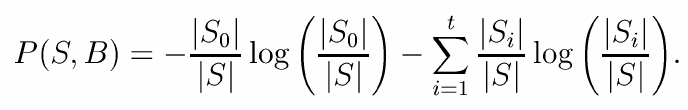 P(S, B) = -\frac{|S_0|}{|S|} \log \left( \frac{|S_0|}{|S|} \right) - \sum_{i=1}^{t} \frac{|S_i|}{|S|} \log \left( \frac{|S_i|}{|S|} \right).